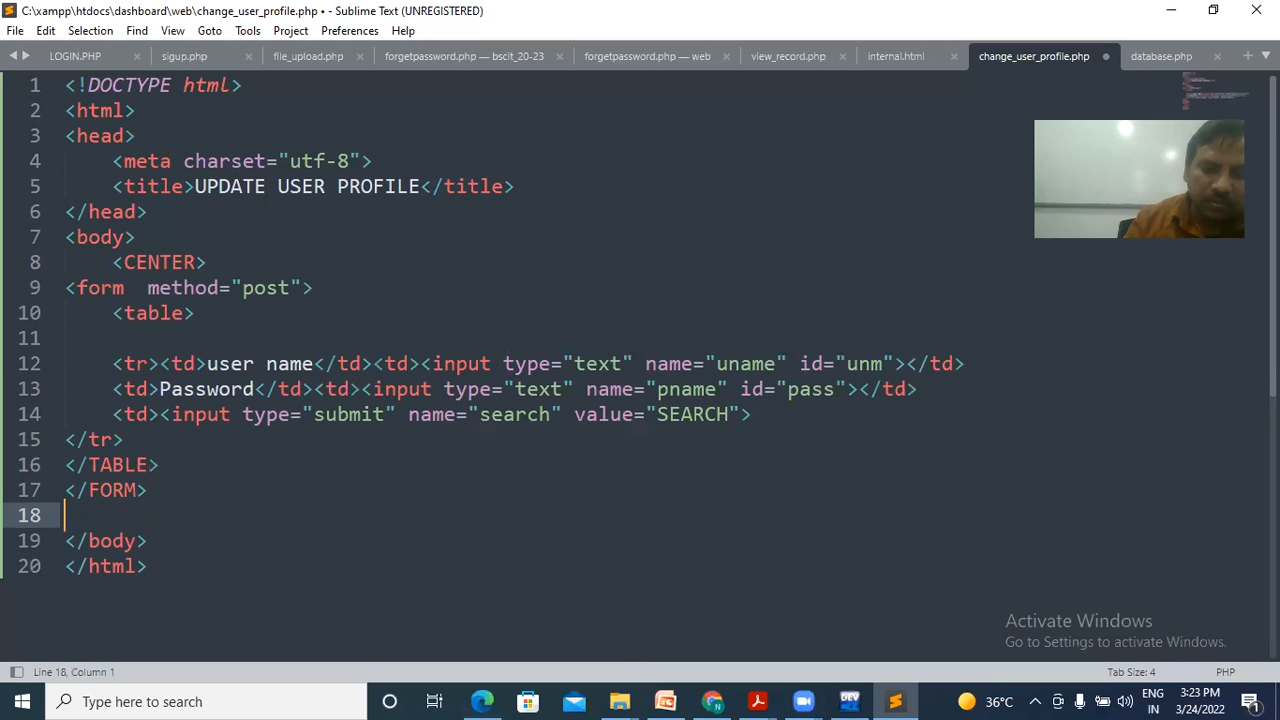 C:\xampp\htdocs\dashboard\web\change_user_profile.php • - Sublime Text (UNREGISTERED)
File Edit Selection Find View Goto Tools Project Preferences Help
LOGIN.PHP sigup.php file_upload.php forgetpassword.php — bscit_20-23 forgetpassword.php — web view_record.php internal.html change_user_profile.php database.php
1 <!DOCTYPE html>
2 <html>
3 <head>
4 <meta charset="utf-8">
5 <title>UPDATE USER PROFILE</title>
6 </head>
7 <body>
8 <CENTER>
9 <form  method="post">
10 <table>
11
12 <tr><td>user name</td><td><input type="text" name="uname" id="unm"></td>
13 <td>Password</td><td><input type="text" name="pname" id="pass"></td>
14 <td><input type="submit" name="search" value="SEARCH">
15 </tr>
16 </TABLE>
17 </FORM>
18
19 </body>
20 </html>
Activate Windows
Go to Settings to activate Windows.
Line 18, Column 1 Tab Size: 4 PHP
Type here to search 36°C ENG IN 3:23 PM 3/24/2022